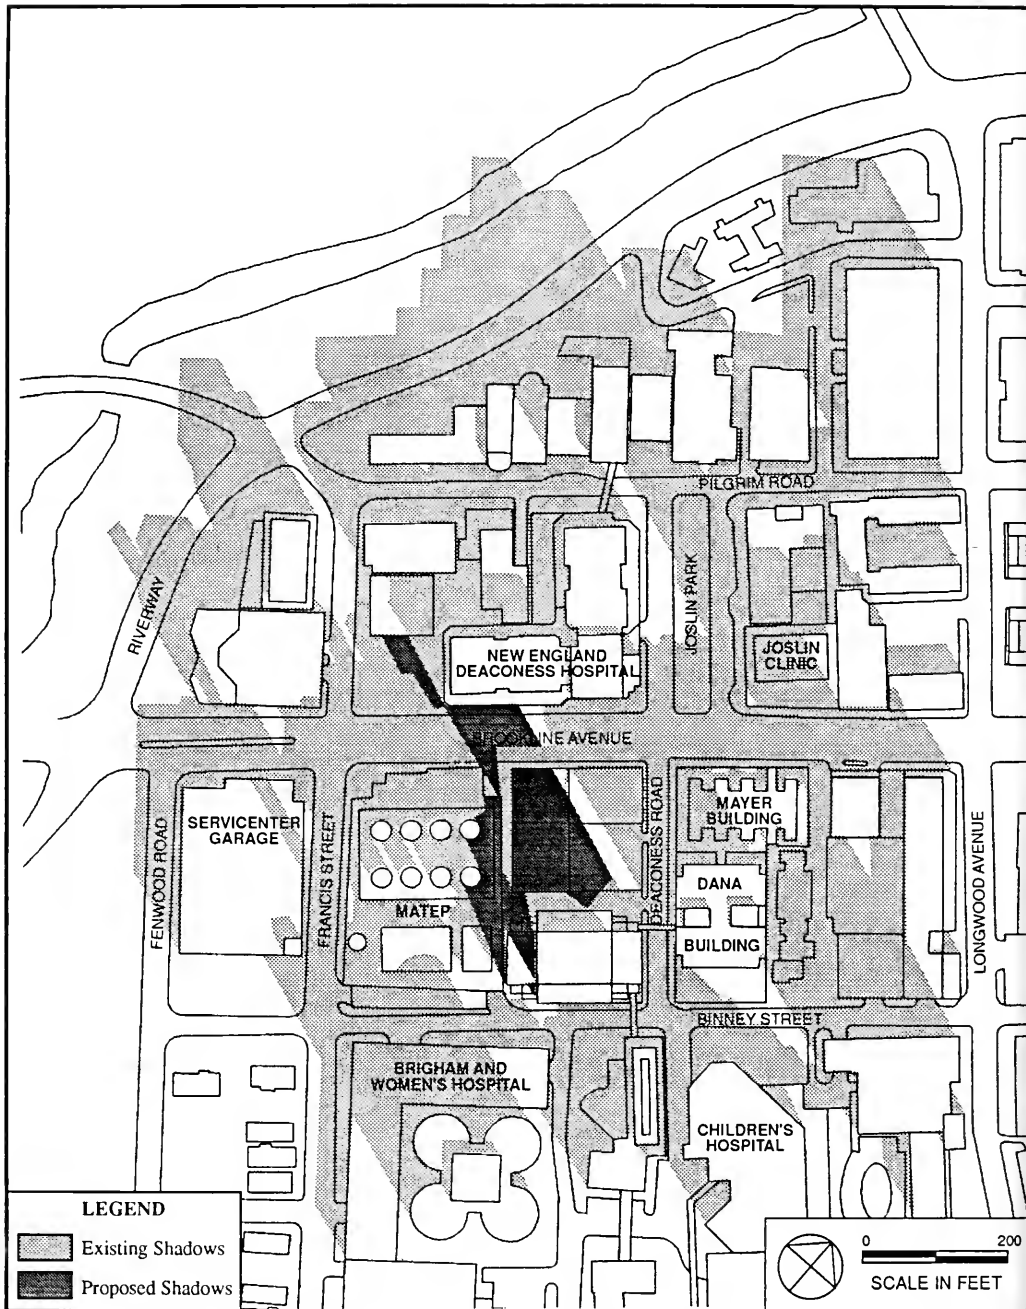 PILGRIM ROAD
RIVERWAY
JOSLIN PARK
NEW ENGLAND
DEACONESS HOSPITAL
JOSLIN
CLINIC
BROOKLINE AVENUE
FENWOOD ROAD
SERVICENTER
GARAGE
FRANCIS STREET
MATEP
DEACONESS ROAD
MAYER
BUILDING
DANA
BUILDING
LONGWOOD AVENUE
BINNEY STREET
BRIGHAM AND
WOMEN'S HOSPITAL
CHILDREN'S
HOSPITAL
LEGEND
Existing Shadows
Proposed Shadows
0 200
SCALE IN FEET